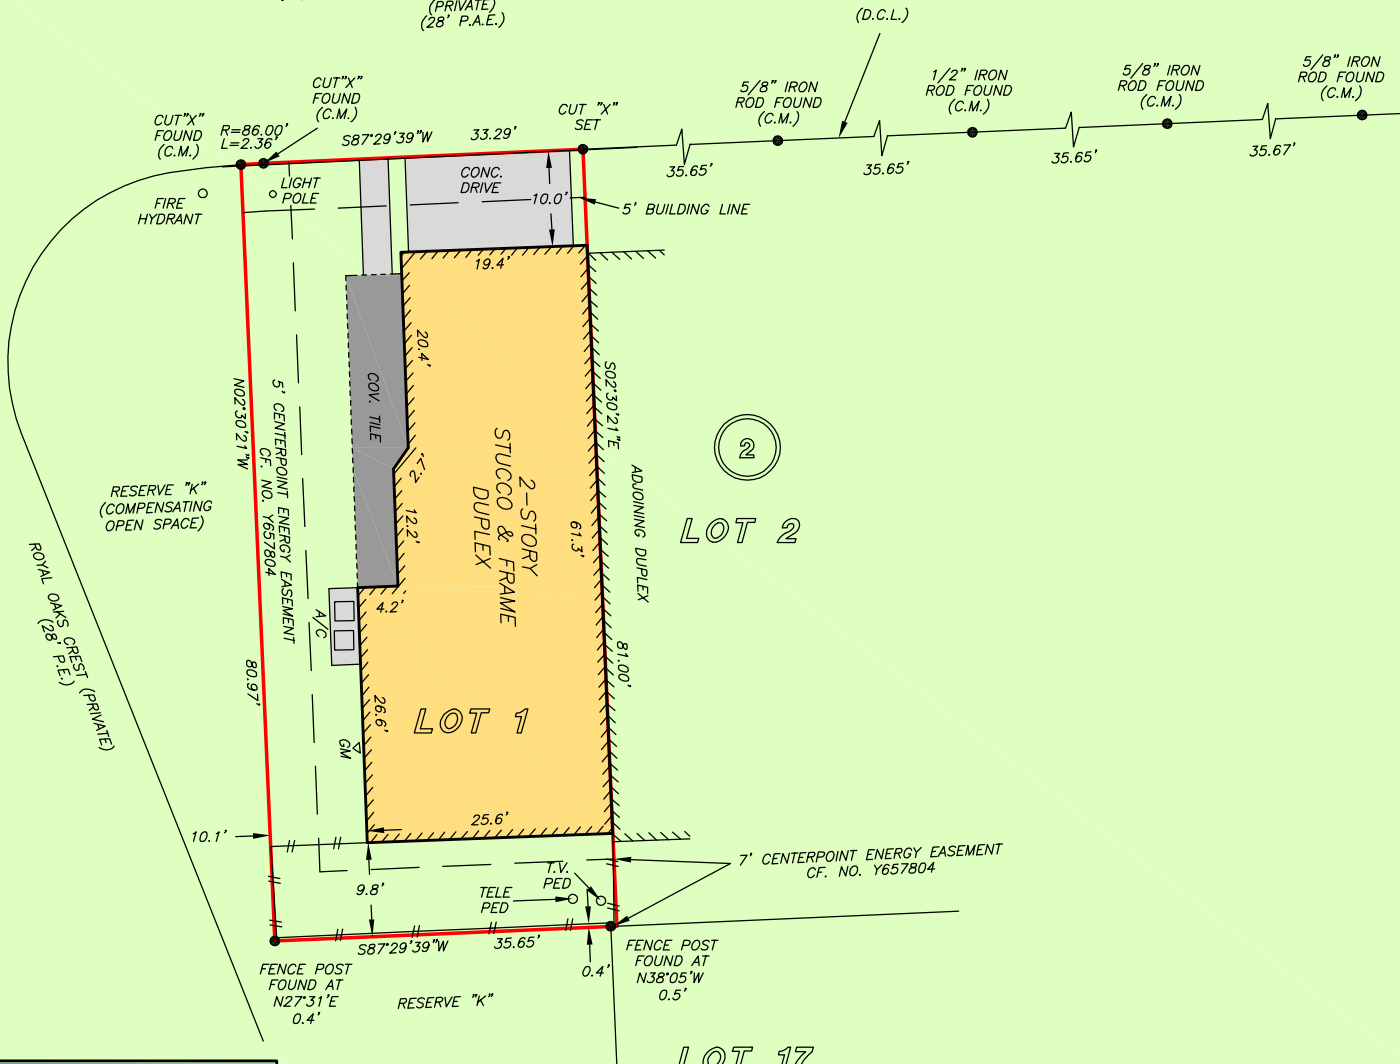 (PRIVATE)
(28' P.A.E.)
(D.C.L.)
CUT"X"
FOUND
(C.M.)
CUT"X"
FOUND
(C.M.)
R=86.00'
L=2.36'
S87°29'39"W
33.29'
CUT "X"
SET
5/8" IRON
ROD FOUND
(C.M.)
1/2" IRON
ROD FOUND
(C.M.)
5/8" IRON
ROD FOUND
(C.M.)
5/8" IRON
ROD FOUND
(C.M.)
35.65'
35.65'
35.65'
35.67'
FIRE
HYDRANT
LIGHT
POLE
CONC.
DRIVE
10.0'
5' BUILDING LINE
19.4'
20.4'
COV. TILE
2.7'
12.2'
4.2'
2-STORY
STUCCO & FRAME
DUPLEX
61.3'
S02°30'21"E
ADJOINING DUPLEX
81.00'
2
LOT 2
N02°30'21"W
5' CENTERPOINT ENERGY EASEMENT
CF. NO. Y657804
80.97'
RESERVE "K"
(COMPENSATING
OPEN SPACE)
ROYAL OAKS CREST (PRIVATE)
(28' P.E.)
A/C
26.6'
GM
LOT 1
25.6'
10.1'
9.8'
T.V.
PED
TELE
PED
7' CENTERPOINT ENERGY EASEMENT
CF. NO. Y657804
S87°29'39"W
35.65'
0.4'
FENCE POST
FOUND AT
N27°31'E
0.4'
FENCE POST
FOUND AT
N38°05'W
0.5'
RESERVE "K"
LOT 17